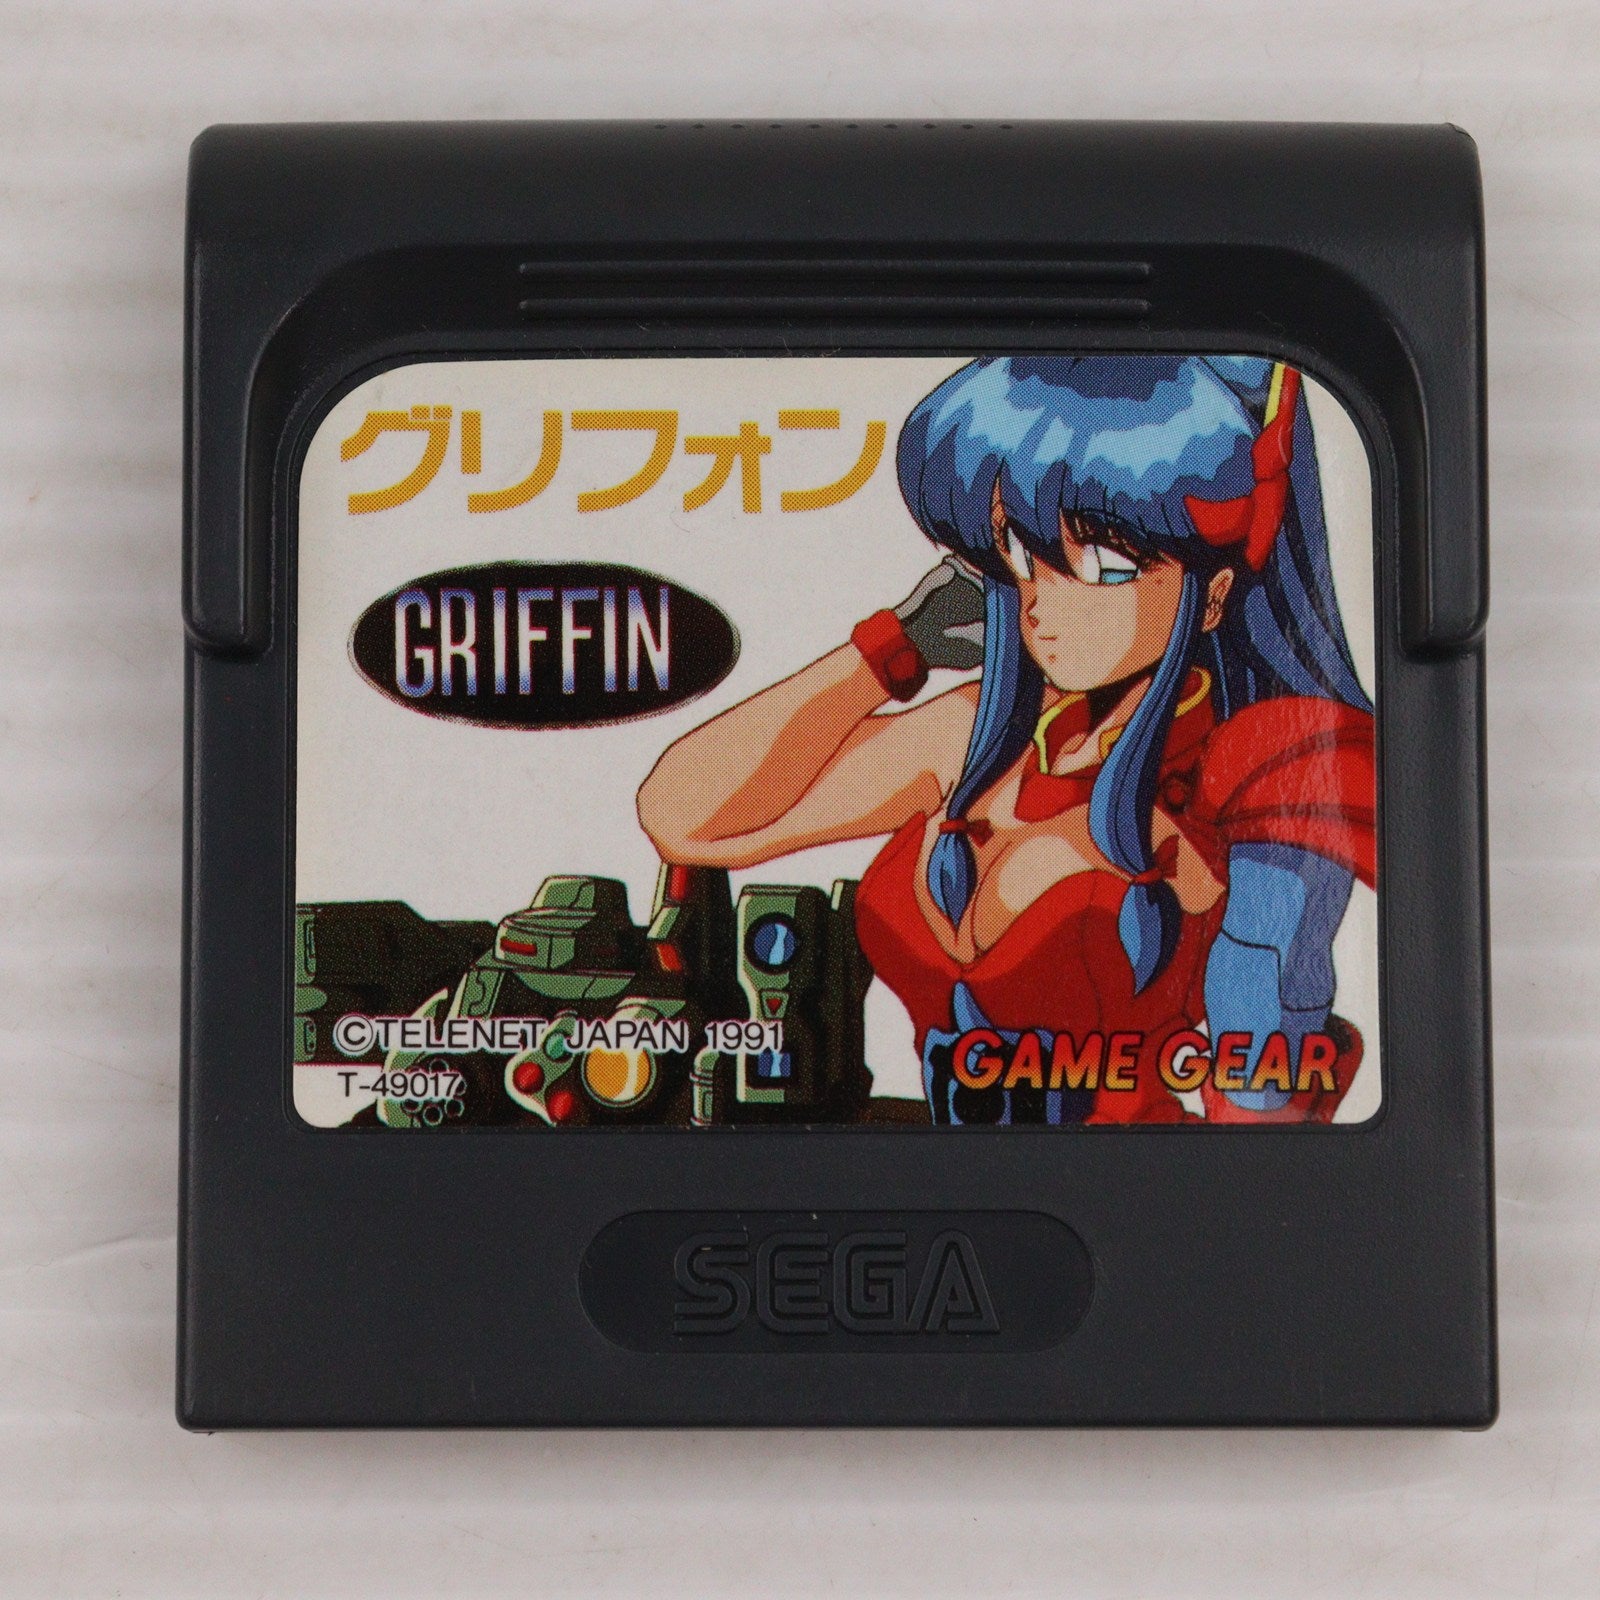 グリフォン
GRIFFIN
©TELENET JAPAN 1991
T-49017
GAME GEAR
SEGA